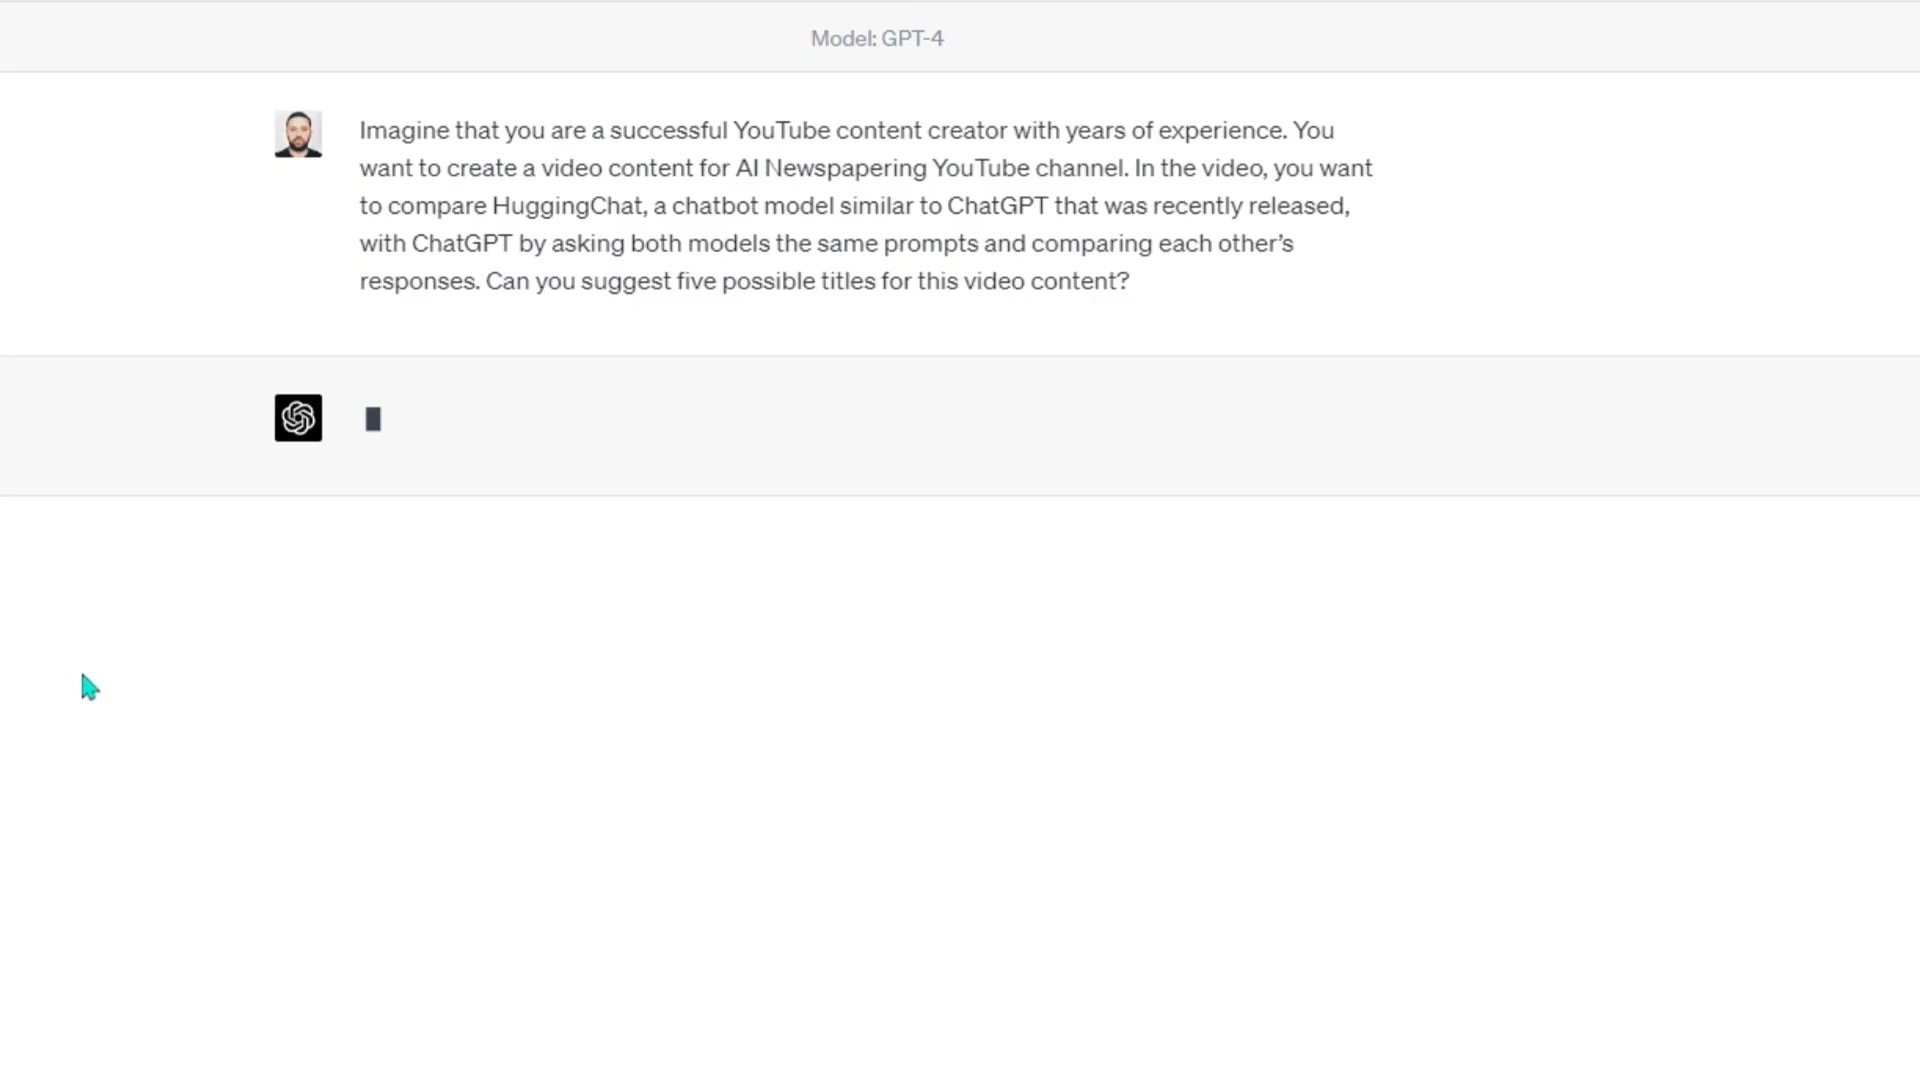 Model: GPT-4
Imagine that you are a successful YouTube content creator with years of experience. You
want to create a video content for AI Newspapering YouTube channel. In the video, you want
to compare HuggingChat, a chatbot model similar to ChatGPT that was recently released,
with ChatGPT by asking both models the same prompts and comparing each other’s
responses. Can you suggest five possible titles for this video content?